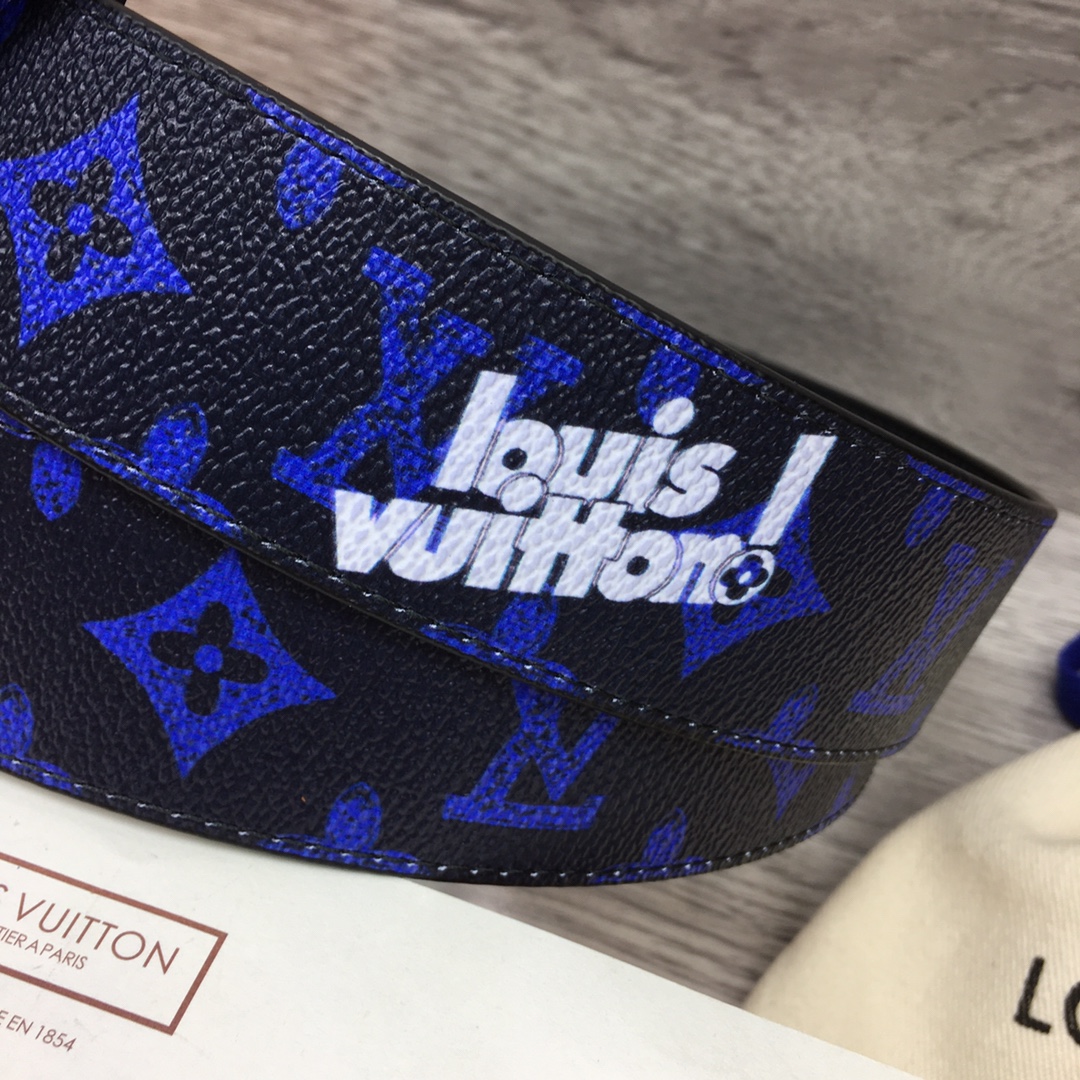 louis
vuitton!
S VUITTON
TIER A PARIS
E EN 1854
LO